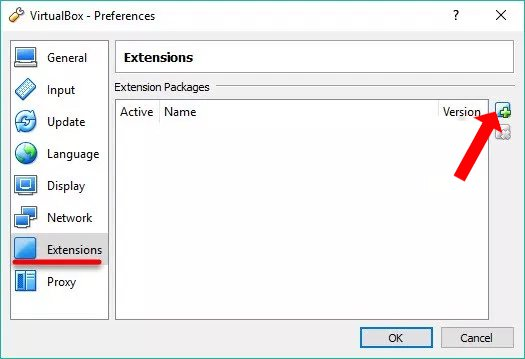 VirtualBox - Preferences
?
General
Input
Update
Language
Display
Network
Extensions
Proxy
Extensions
Extension Packages
Active Name Version
OK Cancel